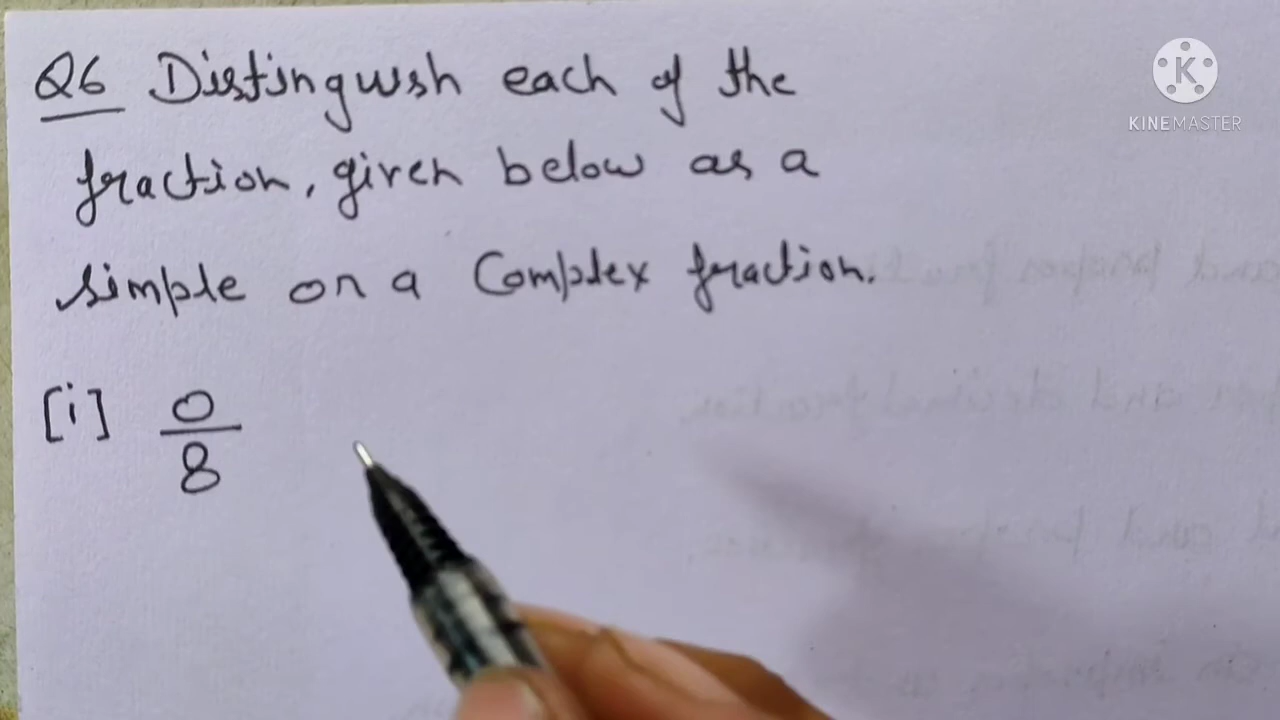 Q6 Distinguish each of the
fraction, given below as a
simple or a Complex fraction.
[i] 0/8
KINEMASTER